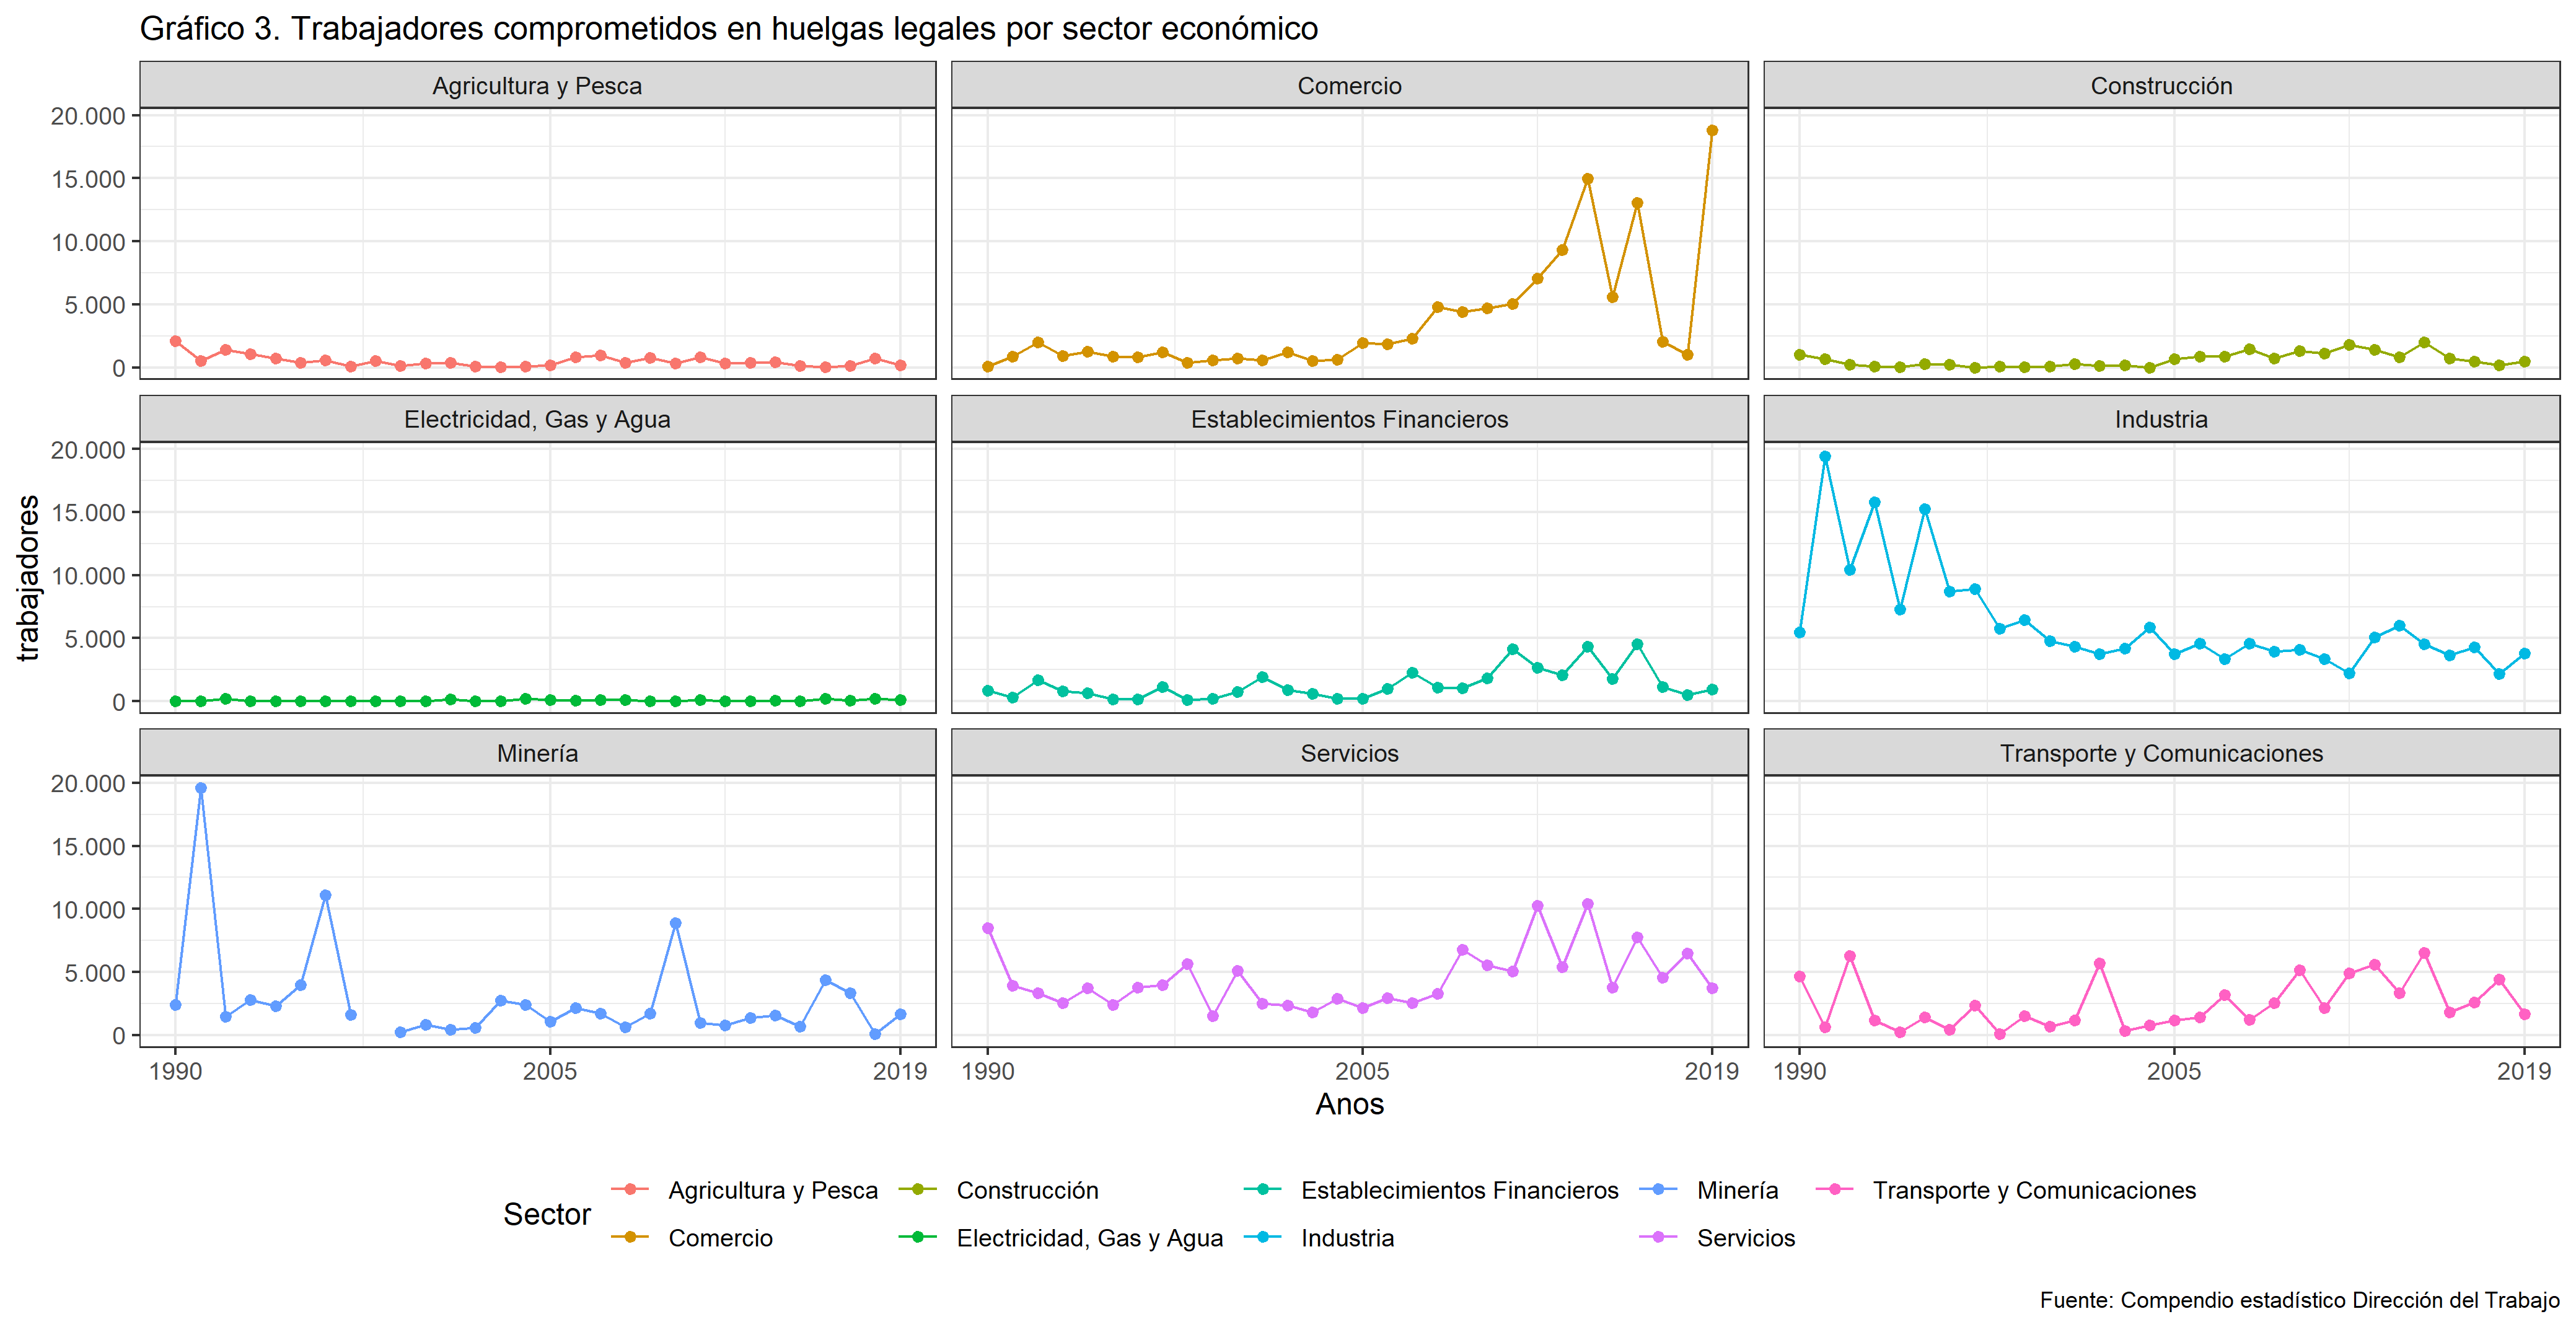 Gráfico 3. Trabajadores comprometidos en huelgas legales por sector económico
Agricultura y Pesca
Comercio
Construcción
20.000
15.000
10.000
5.000
0
Electricidad, Gas y Agua
Establecimientos Financieros
Industria
20.000
15.000
10.000
5.000
0
trabajadores
Minería
Servicios
Transporte y Comunicaciones
20.000
15.000
10.000
5.000
0
1990 2005 2019
1990 2005 2019
1990 2005 2019
Anos
Sector
Agricultura y Pesca
Comercio
Construcción
Electricidad, Gas y Agua
Establecimientos Financieros
Industria
Minería
Servicios
Transporte y Comunicaciones
Fuente: Compendio estadístico Dirección del Trabajo